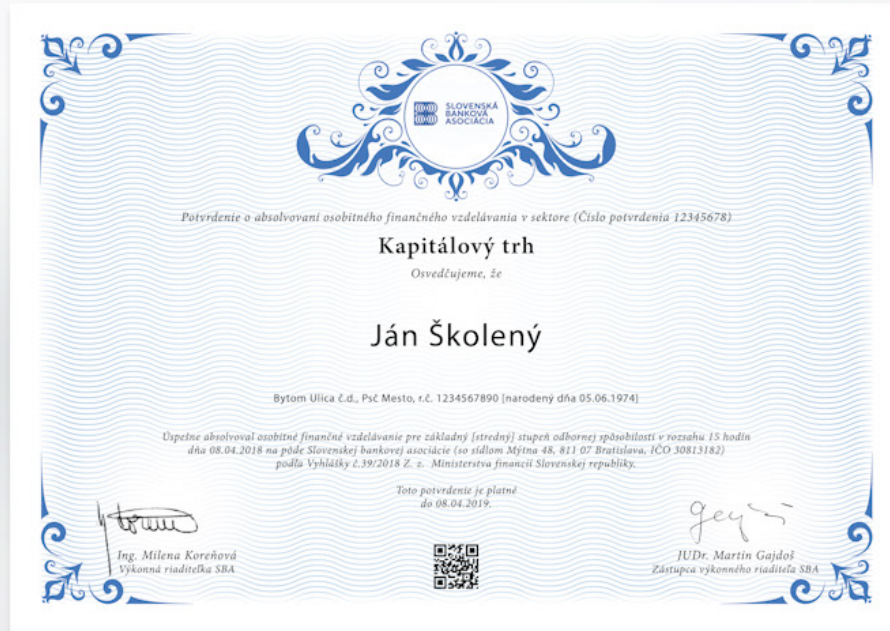 SLOVENSKÁ
BANKOVÁ
ASOCIÁCIA
Potvrdenie o absolvovaní osobitného finančného vzdelávania v sektore (Číslo potvrdenia 12345678)
Kapitálový trh
Osvedčujeme, že
Ján Školený
Bytom Ulica č.d., Psč Mesto, r.č. 1234567890 [narodený dňa 05.06.1974]
Úspešne absolvoval osobitné finančné vzdelávanie pre základný [stredný] stupeň odbornej spôsobilosti v rozsahu 15 hodín
dňa 08.04.2018 na pôde Slovenskej bankovej asociácie (so sídlom Mýtna 48, 811 07 Bratislava, IČO 30813182)
podľa Vyhlášky č.39/2018 Z. z. Ministerstva financií Slovenskej republiky.
Toto potvrdenie je platné
do 08.04.2019.
Ing. Milena Koreňová
Výkonná riaditeľka SBA
JUDr. Martin Gajdoš
Zástupca výkonného riaditeľa SBA